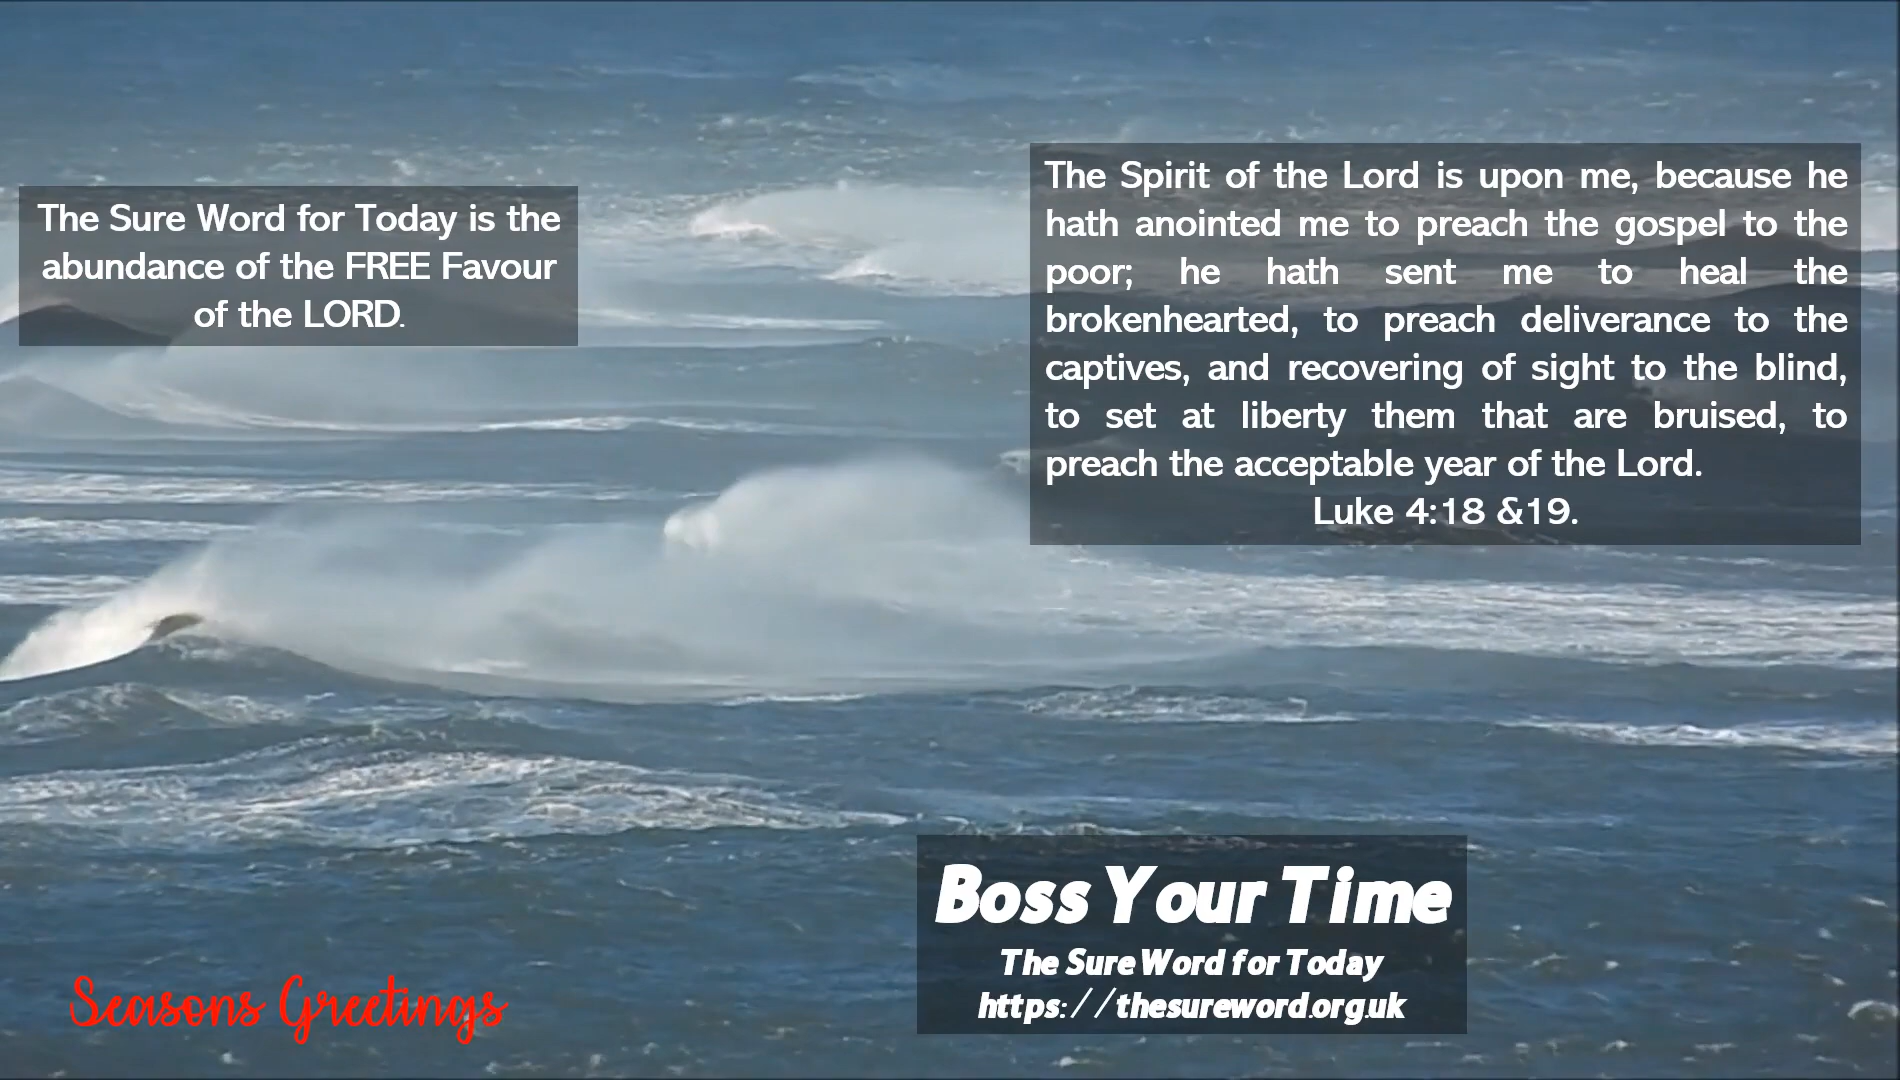 The Sure Word for Today is the
abundance of the FREE Favour
of the LORD.
The Spirit of the Lord is upon me, because he
hath anointed me to preach the gospel to the
poor; he hath sent me to heal the
brokenhearted, to preach deliverance to the
captives, and recovering of sight to the blind,
to set at liberty them that are bruised, to
preach the acceptable year of the Lord.
Luke 4:18 &19.
Boss Your Time
The Sure Word for Today
https://thesureword.org.uk
Seasons Greetings